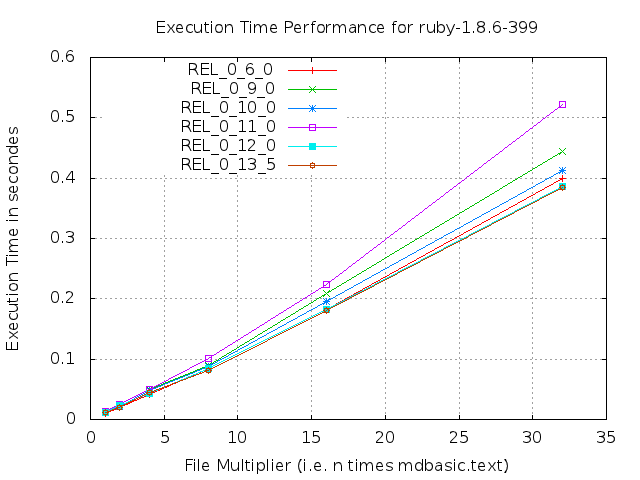 Execution Time Performance for ruby-1.8.6-399
0.6
REL_0_6_0
REL_0_9_0
0.5
REL_0_10_0
REL_0_11_0
REL_0_12_0
REL_0_13_5
0.4
Execution Time in secondes
0.3
0.2
0.1
0
0 5 10 15 20 25 30 35
File Multiplier (i.e. n times mdbasic.text)